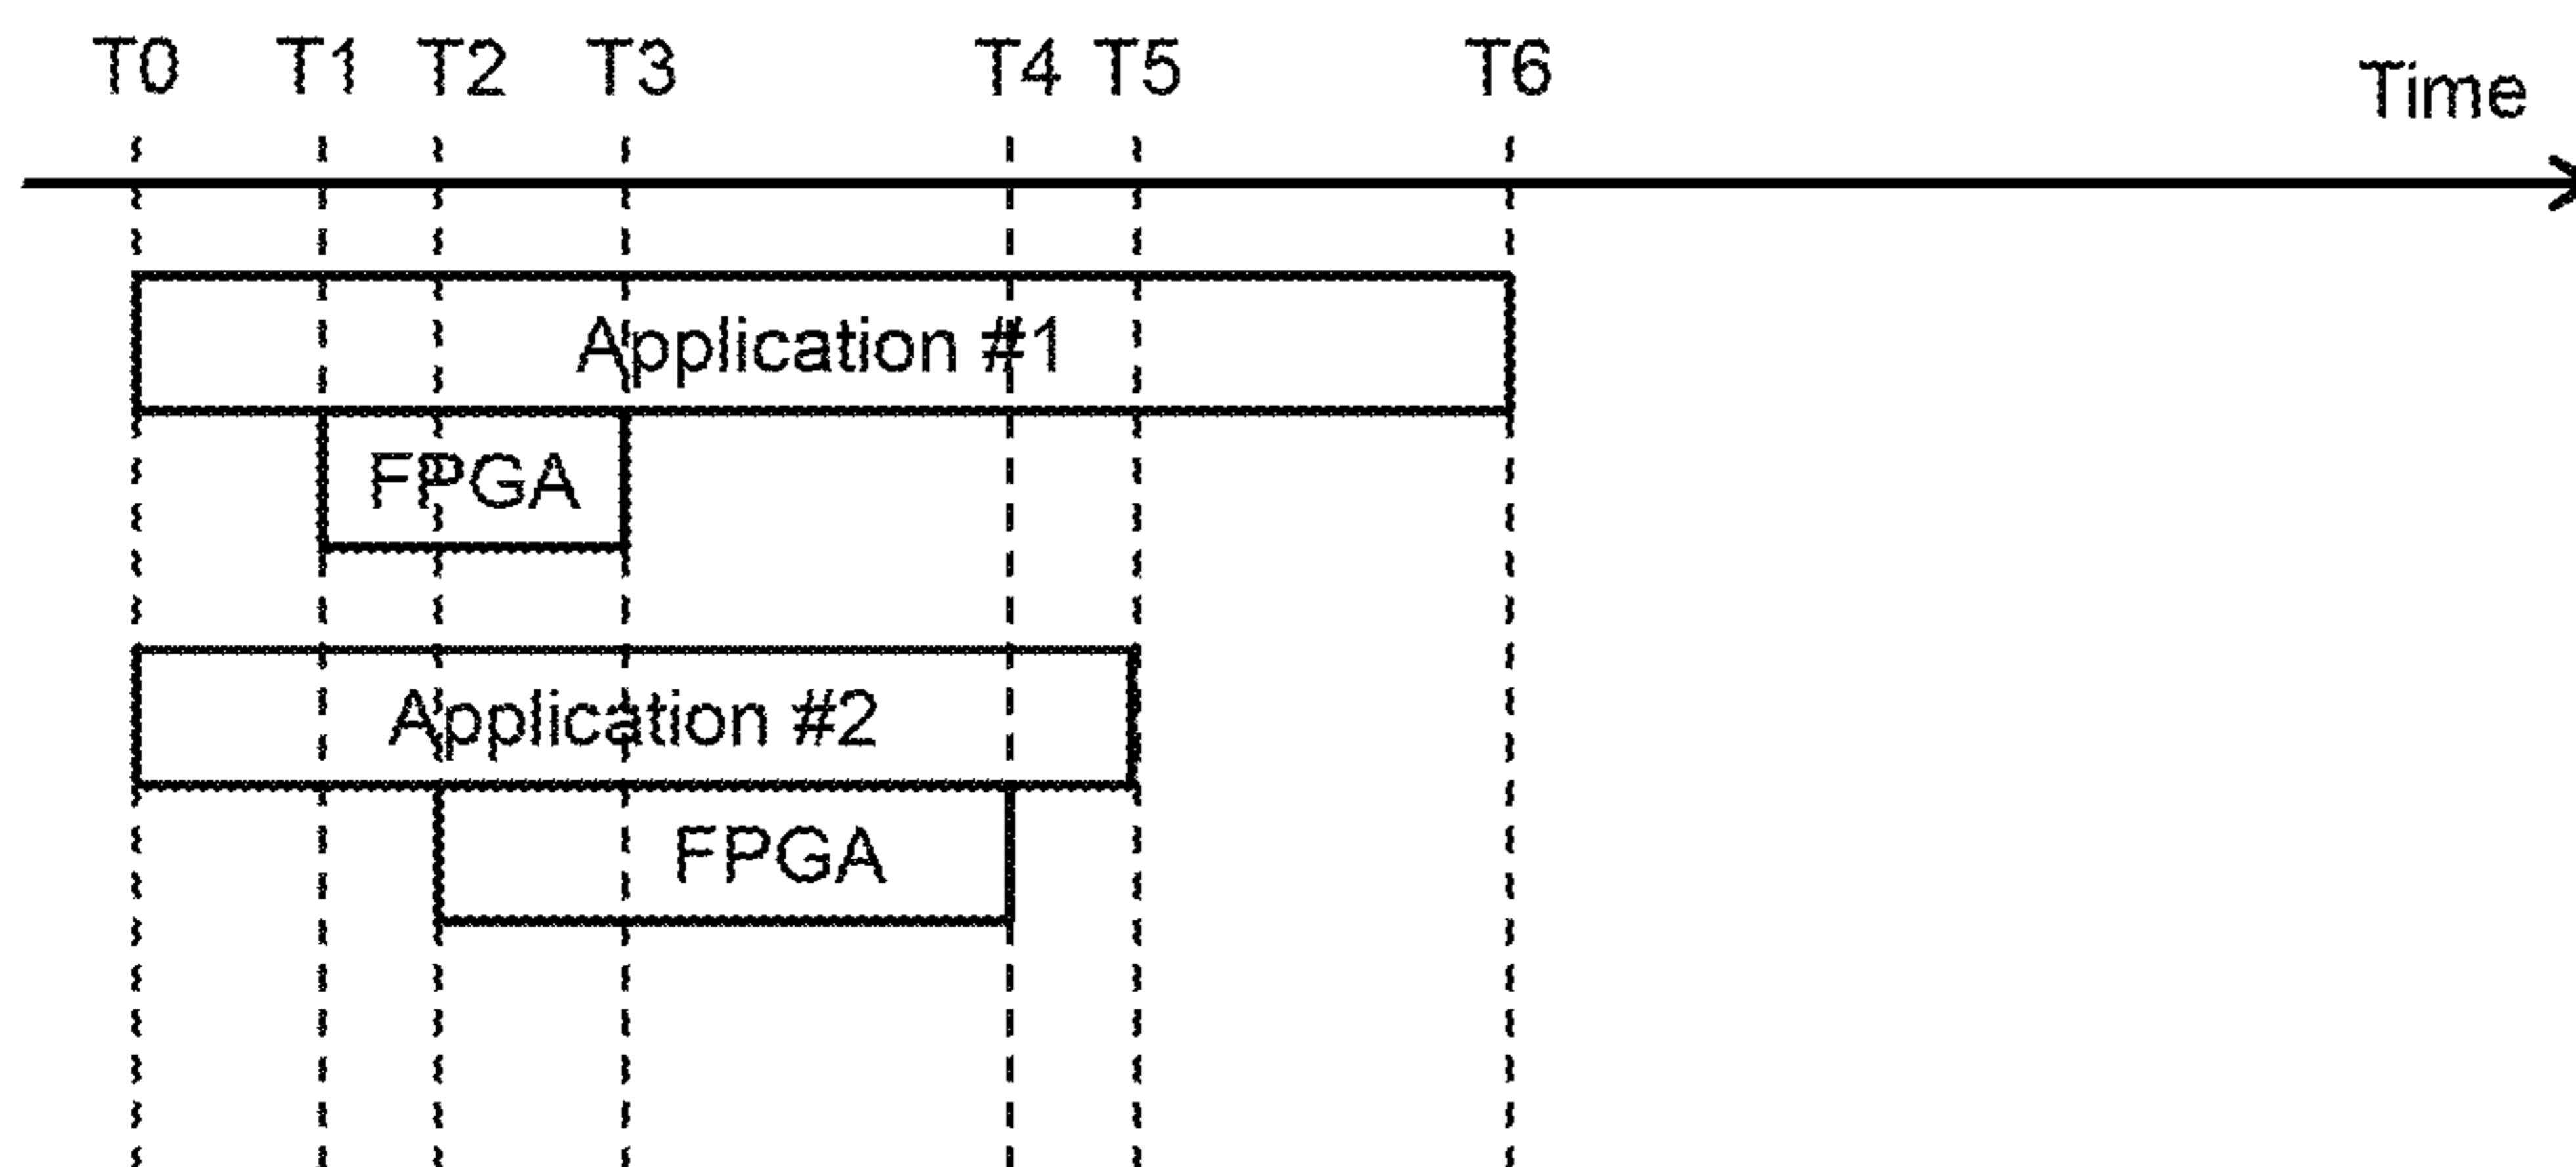 T0 T1 T2 T3 T4 T5 T6 Time
Application #1
FPGA
Application #2
FPGA